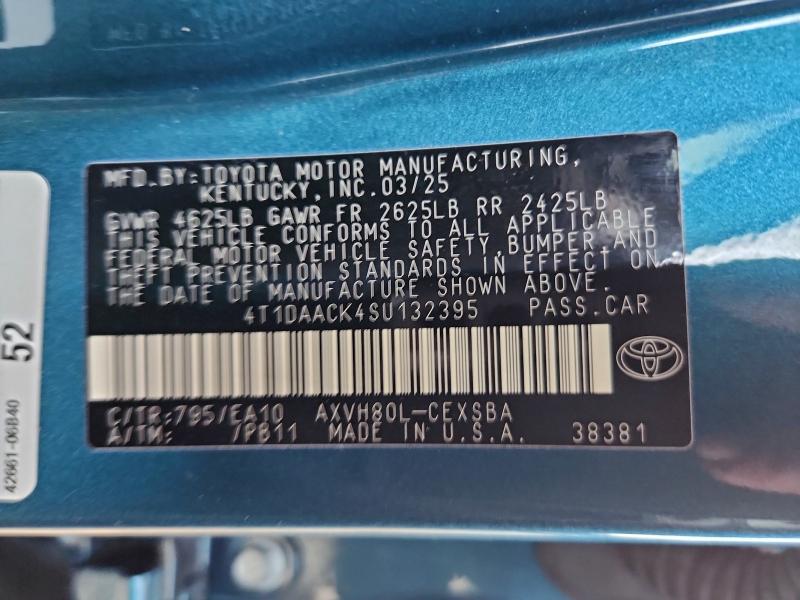 MFD.BY:TOYOTA MOTOR MANUFACTURING,
KENTUCKY,INC.03/25
GVWR 4625LB GAWR FR 2625LB RR 2425LB
THIS VEHICLE CONFORMS TO ALL APPLICABLE
FEDERAL MOTOR VEHICLE SAFETY,BUMPER,AND
THEFT PREVENTION STANDARDS IN EFFECT ON
THE DATE OF MANUFACTURE SHOWN ABOVE.
4T1DAACK4SU132395 PASS.CAR
C/TR:795/EA10 AXVH80L-CEXSBA
A/TM: /PB11 MADE IN U.S.A. 38381
52
42661-06B40